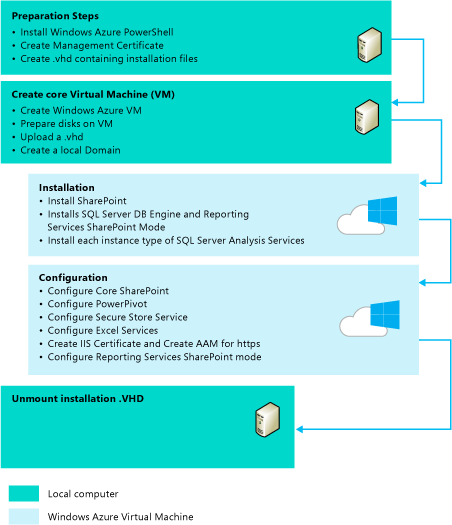 Preparation Steps
• Install Windows Azure PowerShell
• Create Management Certificate
• Create .vhd containing installation files
Create core Virtual Machine (VM)
• Create Windows Azure VM
• Prepare disks on VM
• Upload a .vhd
• Create a local Domain
Installation
• Install SharePoint
• Installs SQL Server DB Engine and Reporting
Services SharePoint Mode
• Install each instance type of SQL Server Analysis Services
Configuration
• Configure Core SharePoint
• Configure PowerPivot
• Configure Secure Store Service
• Configure Excel Services
• Create IIS Certificate and Create AAM for https
• Configure Reporting Services SharePoint mode
Unmount installation .VHD
Local computer
Windows Azure Virtual Machine